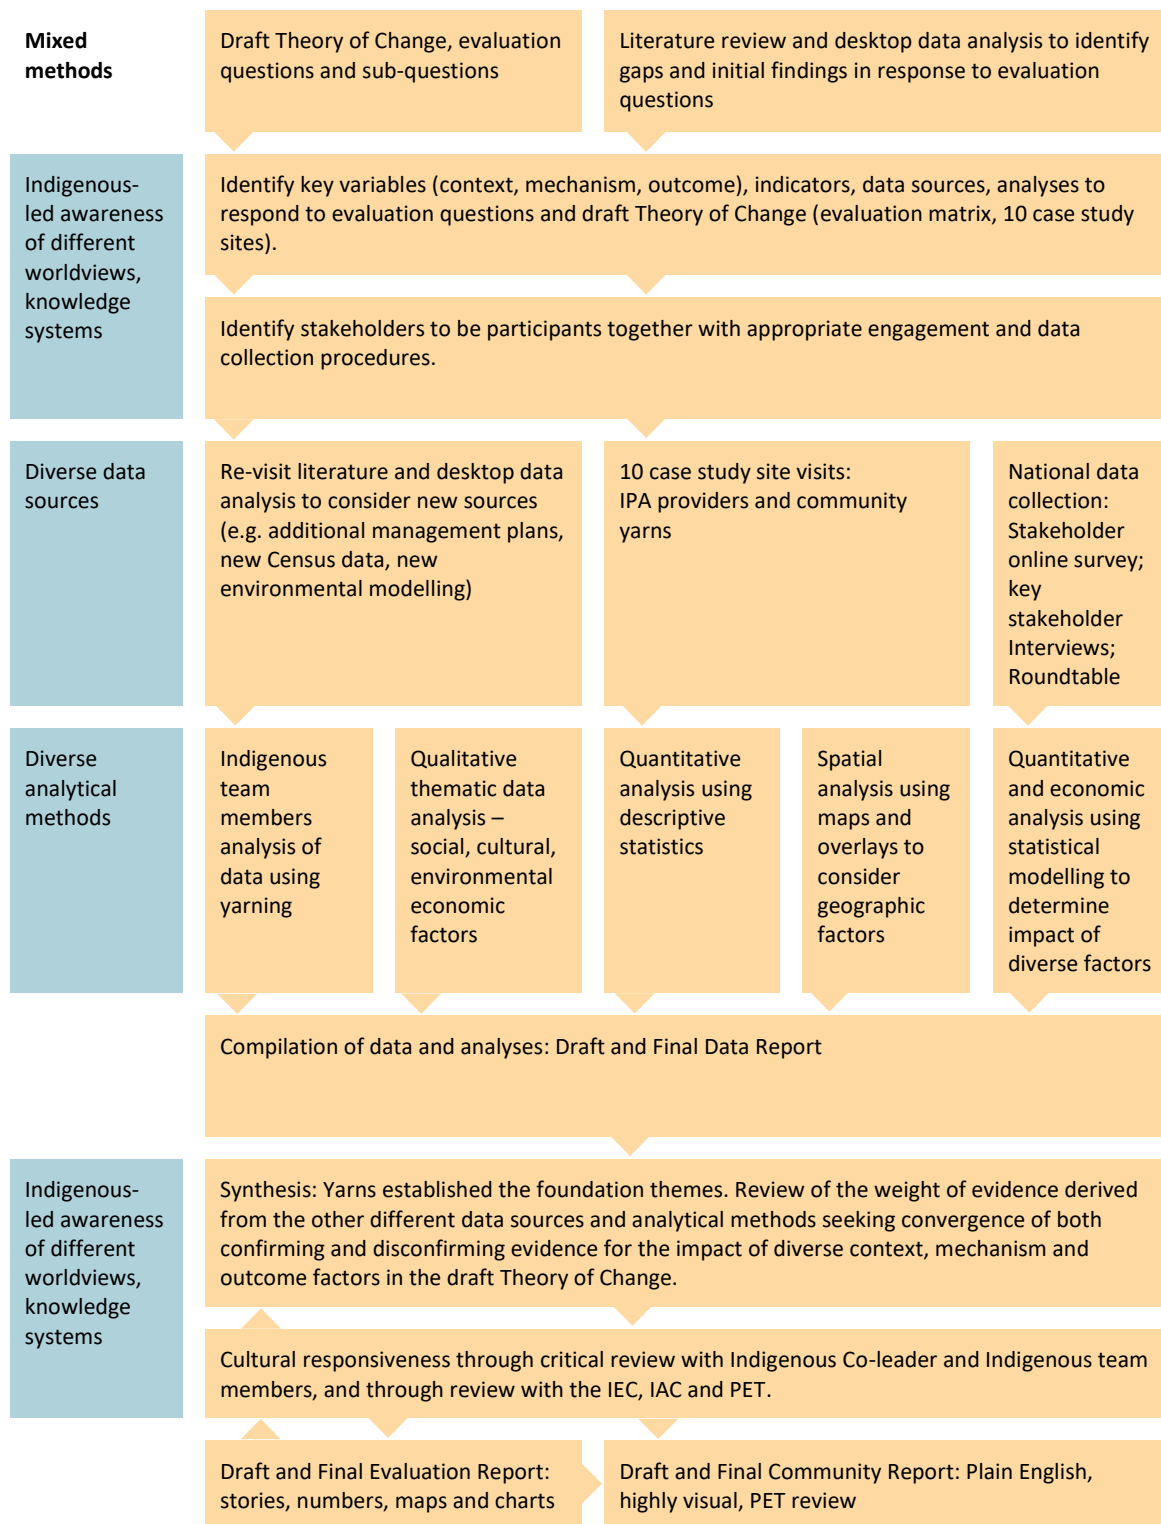 Mixed
methods
Draft Theory of Change, evaluation
questions and sub-questions
Literature review and desktop data analysis to identify
gaps and initial findings in response to evaluation
questions
Indigenous-
led awareness
of different
worldviews,
knowledge
systems
Identify key variables (context, mechanism, outcome), indicators, data sources, analyses to
respond to evaluation questions and draft Theory of Change (evaluation matrix, 10 case study
sites).
Identify stakeholders to be participants together with appropriate engagement and data
collection procedures.
Diverse data
sources
Re-visit literature and desktop data
analysis to consider new sources
(e.g. additional management plans,
new Census data, new
environmental modelling)
10 case study site visits:
IPA providers and community
yarns
National data
collection:
Stakeholder
online survey;
key
stakeholder
Interviews;
Roundtable
Diverse
analytical
methods
Indigenous
team
members
analysis of
data using
yarning
Qualitative
thematic data
analysis –
social, cultural,
environmental
economic
factors
Quantitative
analysis using
descriptive
statistics
Spatial
analysis using
maps and
overlays to
consider
geographic
factors
Quantitative
and economic
analysis using
statistical
modelling to
determine
impact of
diverse factors
Compilation of data and analyses: Draft and Final Data Report
Indigenous-
led awareness
of different
worldviews,
knowledge
systems
Synthesis: Yarns established the foundation themes. Review of the weight of evidence derived
from the other different data sources and analytical methods seeking convergence of both
confirming and disconfirming evidence for the impact of diverse context, mechanism and
outcome factors in the draft Theory of Change.
Cultural responsiveness through critical review with Indigenous Co-leader and Indigenous team
members, and through review with the IEC, IAC and PET.
Draft and Final Evaluation Report:
stories, numbers, maps and charts
Draft and Final Community Report: Plain English,
highly visual, PET review